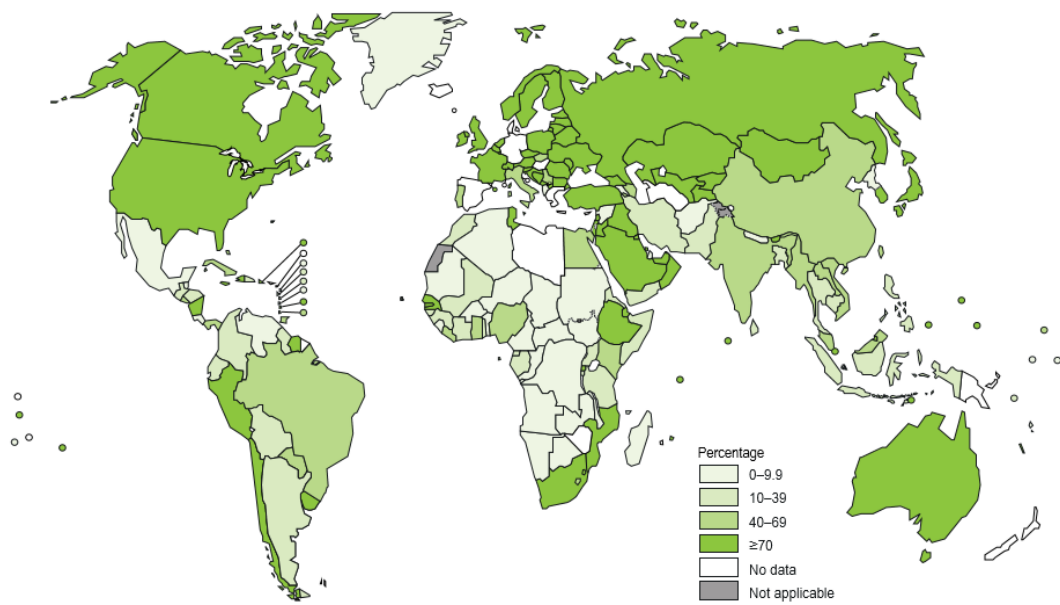 Percentage
0–9.9
10–39
40–69
≥70
No data
Not applicable